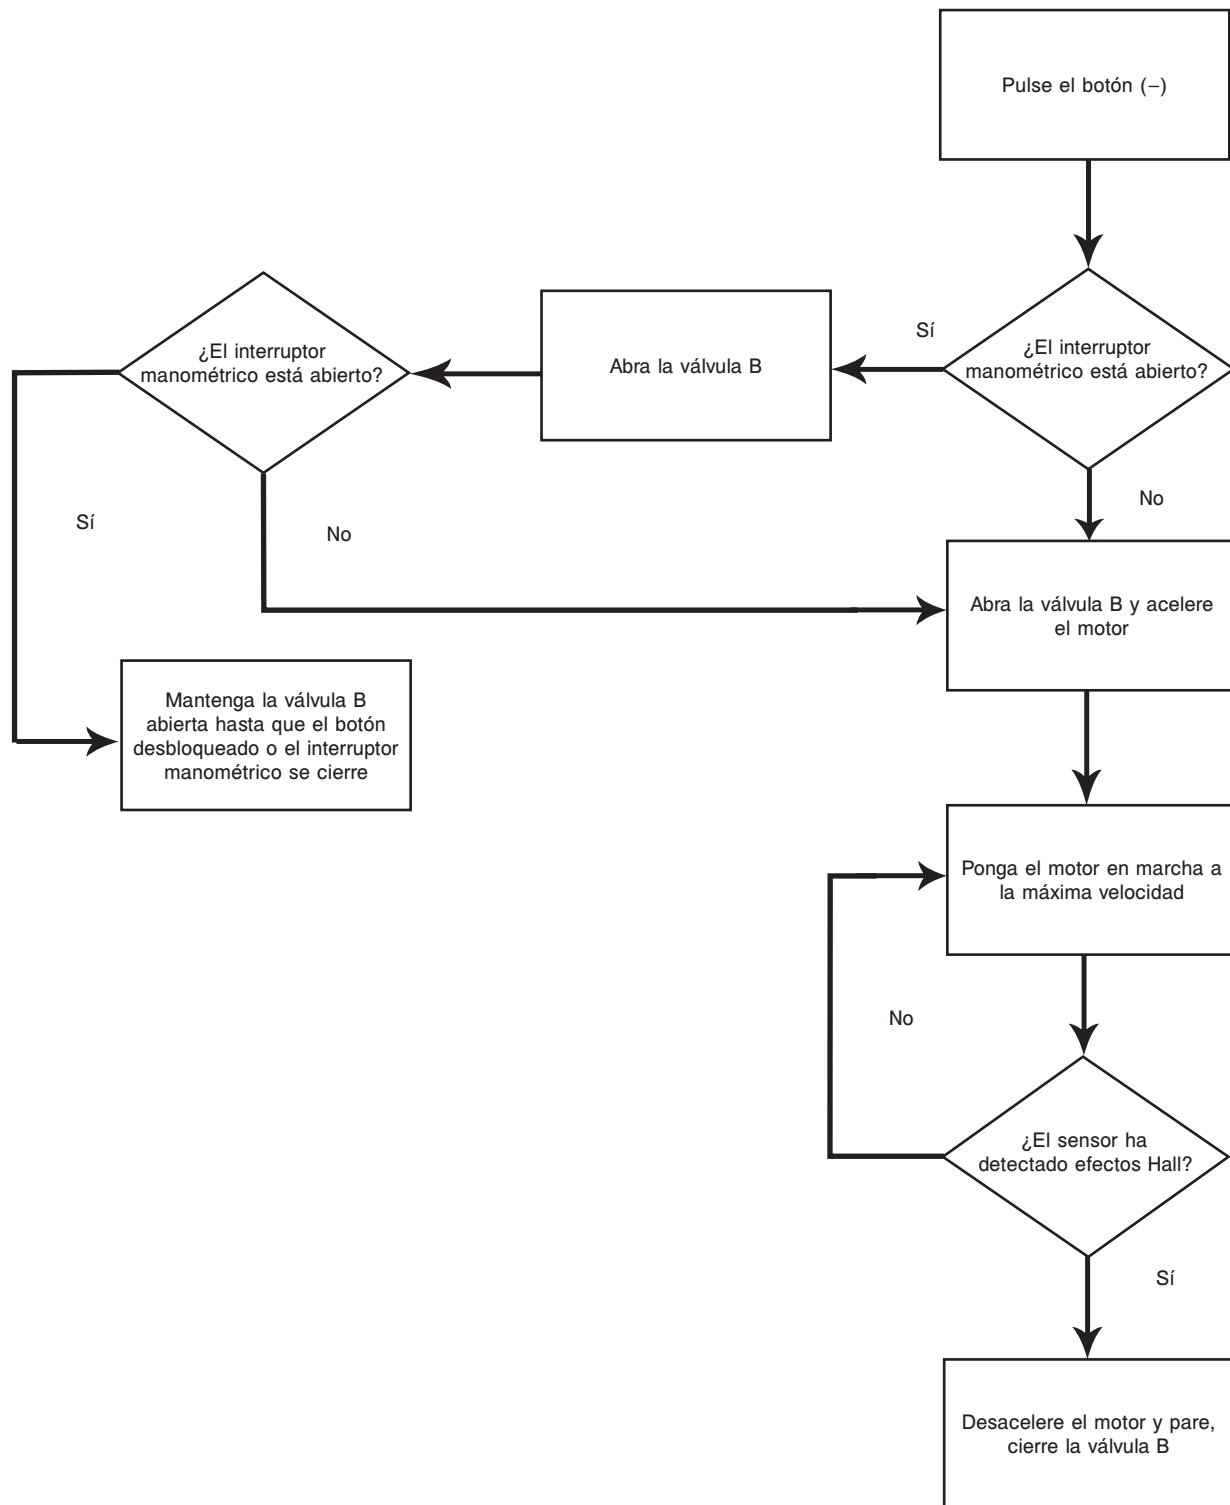 Pulse el botón (–)
¿El interruptor
manométrico está abierto?
Sí
Abra la válvula B
¿El interruptor
manométrico está abierto?
No
Sí
No
Abra la válvula B y acelere
el motor
Mantenga la válvula B
abierta hasta que el botón
desbloqueado o el interruptor
manométrico se cierre
Ponga el motor en marcha a
la máxima velocidad
No
¿El sensor ha
detectado efectos Hall?
Sí
Desacelere el motor y pare,
cierre la válvula B